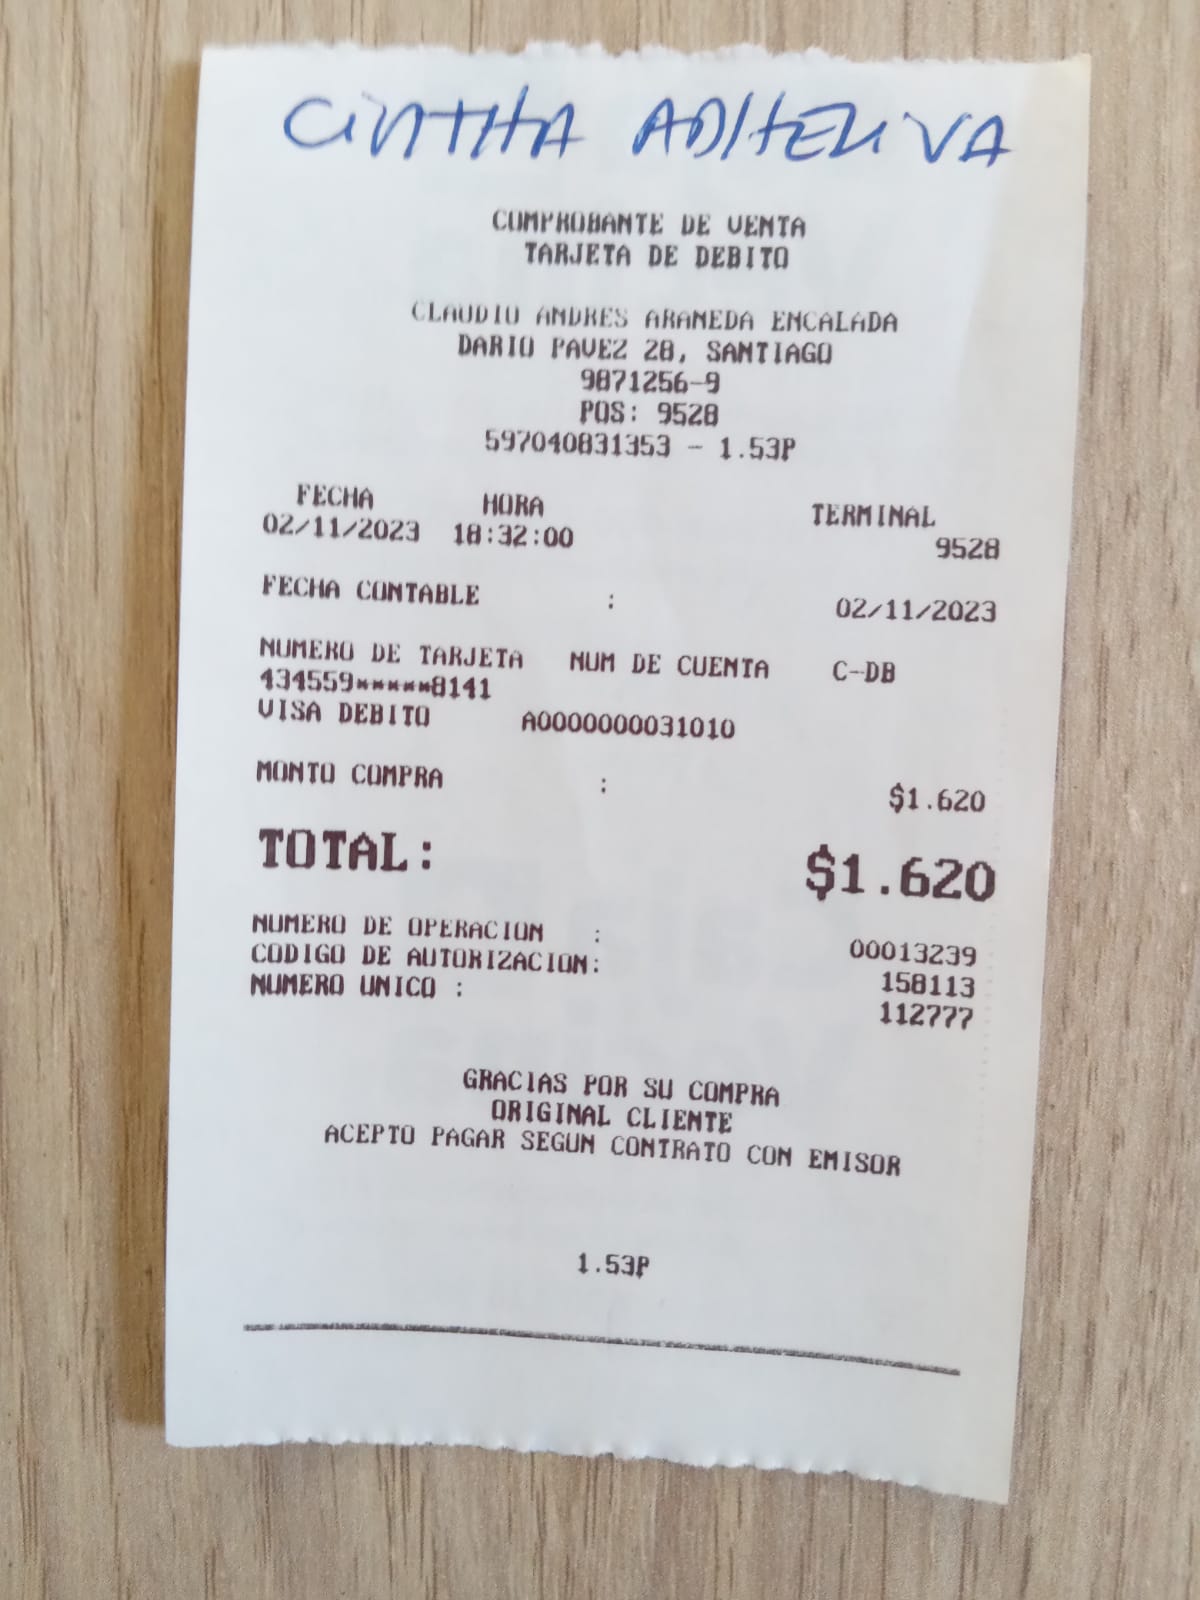 CINTHA ADHESIVA
COMPROBANTE DE VENTA
TARJETA DE DEBITO
CLAUDIO ANDRES ARANEDA ENCALADA
DARIO PAVEZ 28, SANTIAGO
9871256-9
POS: 9528
597040831353 - 1.53P
FECHA HORA TERMINAL
02/11/2023 18:32:00 9528
FECHA CONTABLE : 02/11/2023
NUMERO DE TARJETA NUM DE CUENTA C-DB
434559*****8141
VISA DEBITO A0000000031010
MONTO COMPRA : $1.620
TOTAL: $1.620
NUMERO DE OPERACION : 00013239
CODIGO DE AUTORIZACION: 158113
NUMERO UNICO : 112777
GRACIAS POR SU COMPRA
ORIGINAL CLIENTE
ACEPTO PAGAR SEGUN CONTRATO CON EMISOR
1.53P